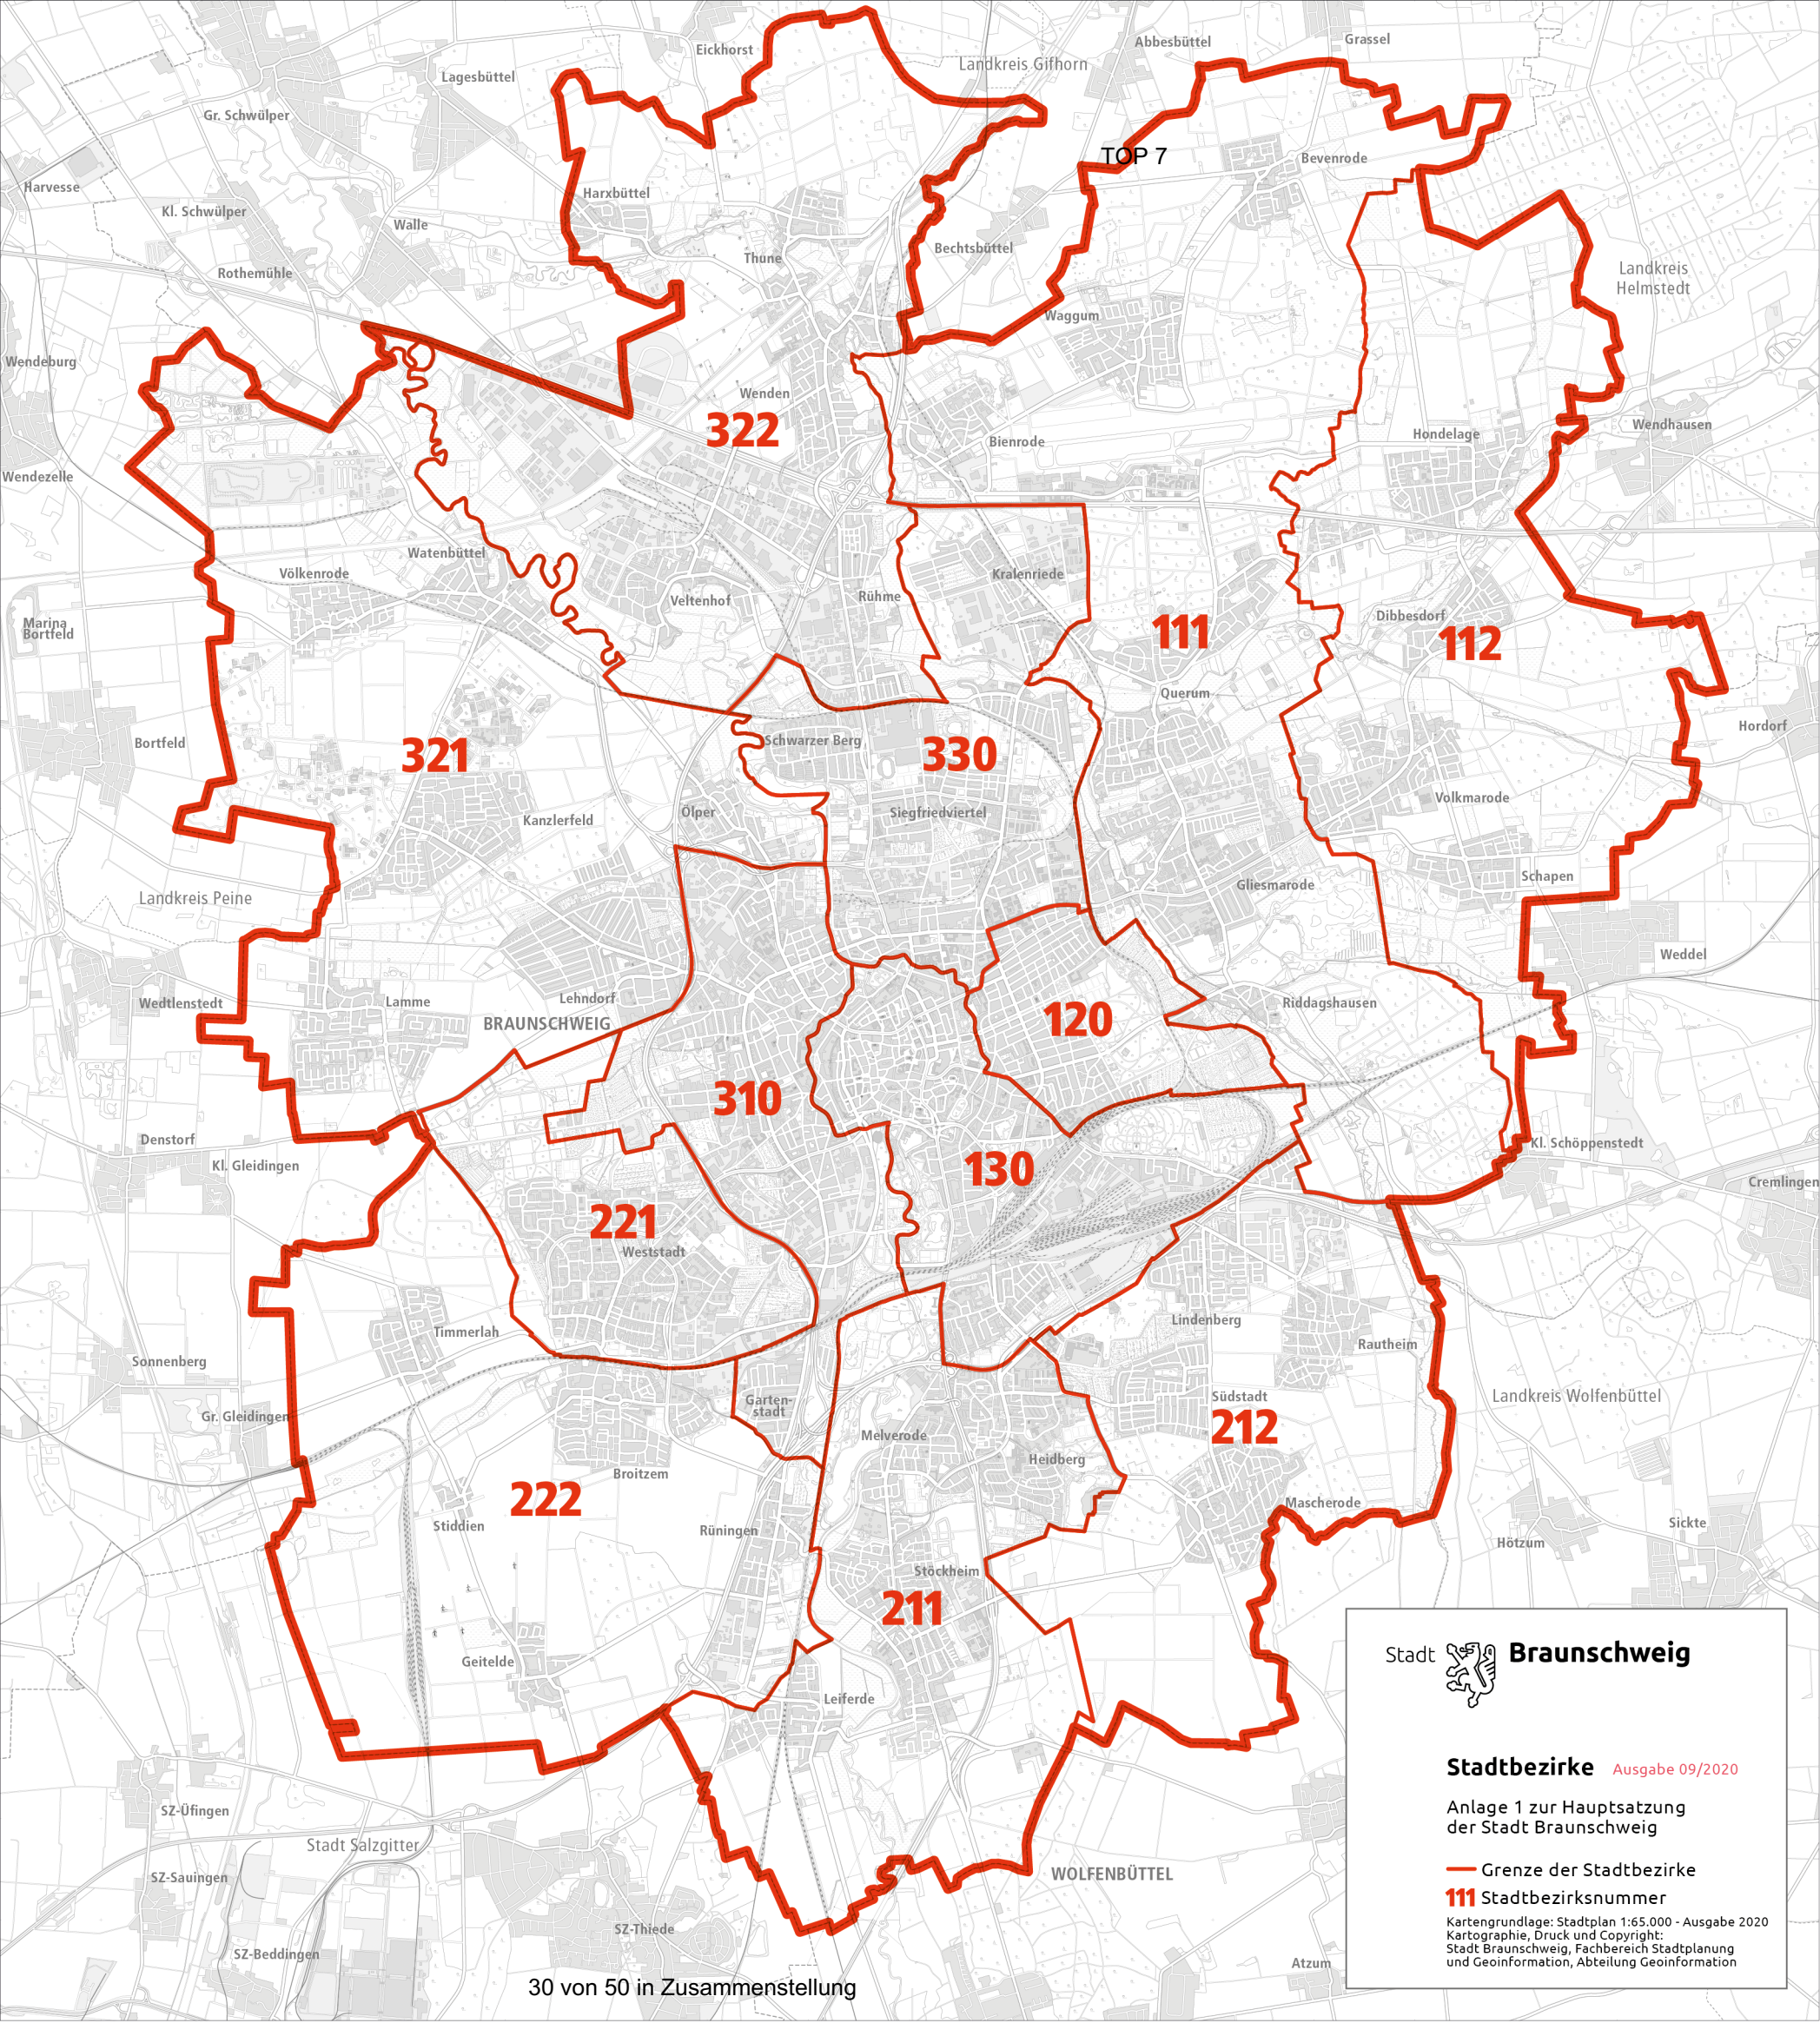 Eickhorst
Abbesbüttel
Grassel
Landkreis Gifhorn
Lagesbüttel
Gr. Schwülper
TOP 7
Bevenrode
Harvesse
Harxbüttel
Kl. Schwülper
Walle
Bechtsbüttel
Thune
Rothemühle
Landkreis
Helmstedt
Waggum
Wendeburg
Wenden
322
Wendhausen
Hondelage
Bienrode
Wendezelle
Watenbüttel
Völkenrode
Kralenriede
Veltenhof
Rühme
Marina
Bortfeld
Dibbesdorf
111
112
Querum
Hordorf
Bortfeld
Schwarzer Berg
321
330
Volkmarode
Ölper
Siegfriedviertel
Kanzlerfeld
Schapen
Gliesmarode
Landkreis Peine
Weddel
Lehndorf
Wedtlenstedt
Lamme
Riddagshausen
BRAUNSCHWEIG
120
310
Denstorf
Kl. Schöppenstedt
Kl. Gleidingen
130
Cremlingen
221
Weststadt
Lindenberg
Timmerlah
Rautheim
Sonnenberg
Südstadt
Landkreis Wolfenbüttel
Garten-
stadt
Gr. Gleidingen
212
Melverode
Heidberg
Broitzem
222
Mascherode
Stiddien
Rüningen
Sickte
Hötzum
Stöckheim
211
Geitelde
Leiferde
Stadt Braunschweig
Stadtbezirke Ausgabe 09/2020
Anlage 1 zur Hauptsatzung
der Stadt Braunschweig
Grenze der Stadtbezirke
111 Stadtbezirksnummer
Kartengrundlage: Stadtplan 1:65.000 - Ausgabe 2020
Kartographie, Druck und Copyright:
Stadt Braunschweig, Fachbereich Stadtplanung
und Geoinformation, Abteilung Geoinformation
SZ-Üfingen
Stadt Salzgitter
SZ-Sauingen
WOLFENBÜTTEL
SZ-Thiede
SZ-Beddingen
Atzum
30 von 50 in Zusammenstellung